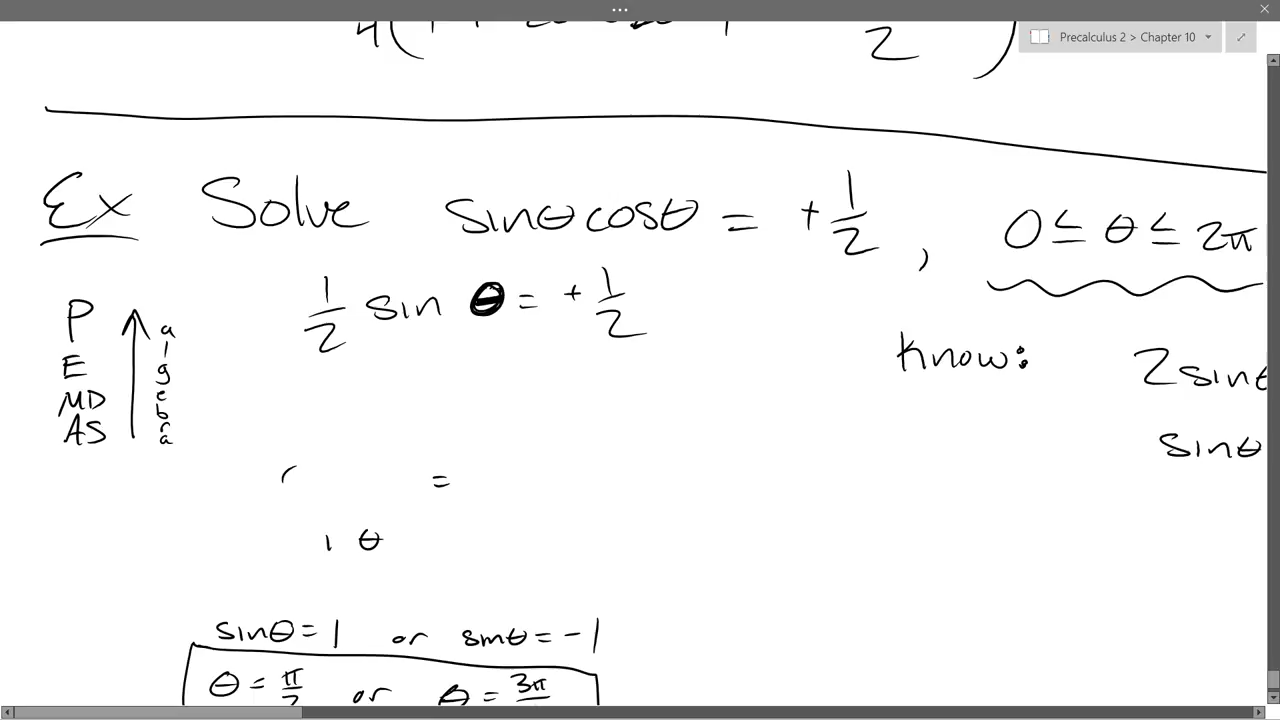 Precalculus 2 > Chapter 10
2
Ex Solve sinθcosθ = +1/2, 0 ≤ θ ≤ 2π
1/2 sin θ = +1/2
P
E
MD
AS
algebra
Know: 2sinθ
sinθ
=
θ
sinθ = 1 or sinθ = -1
θ = π/2 or θ = 3π